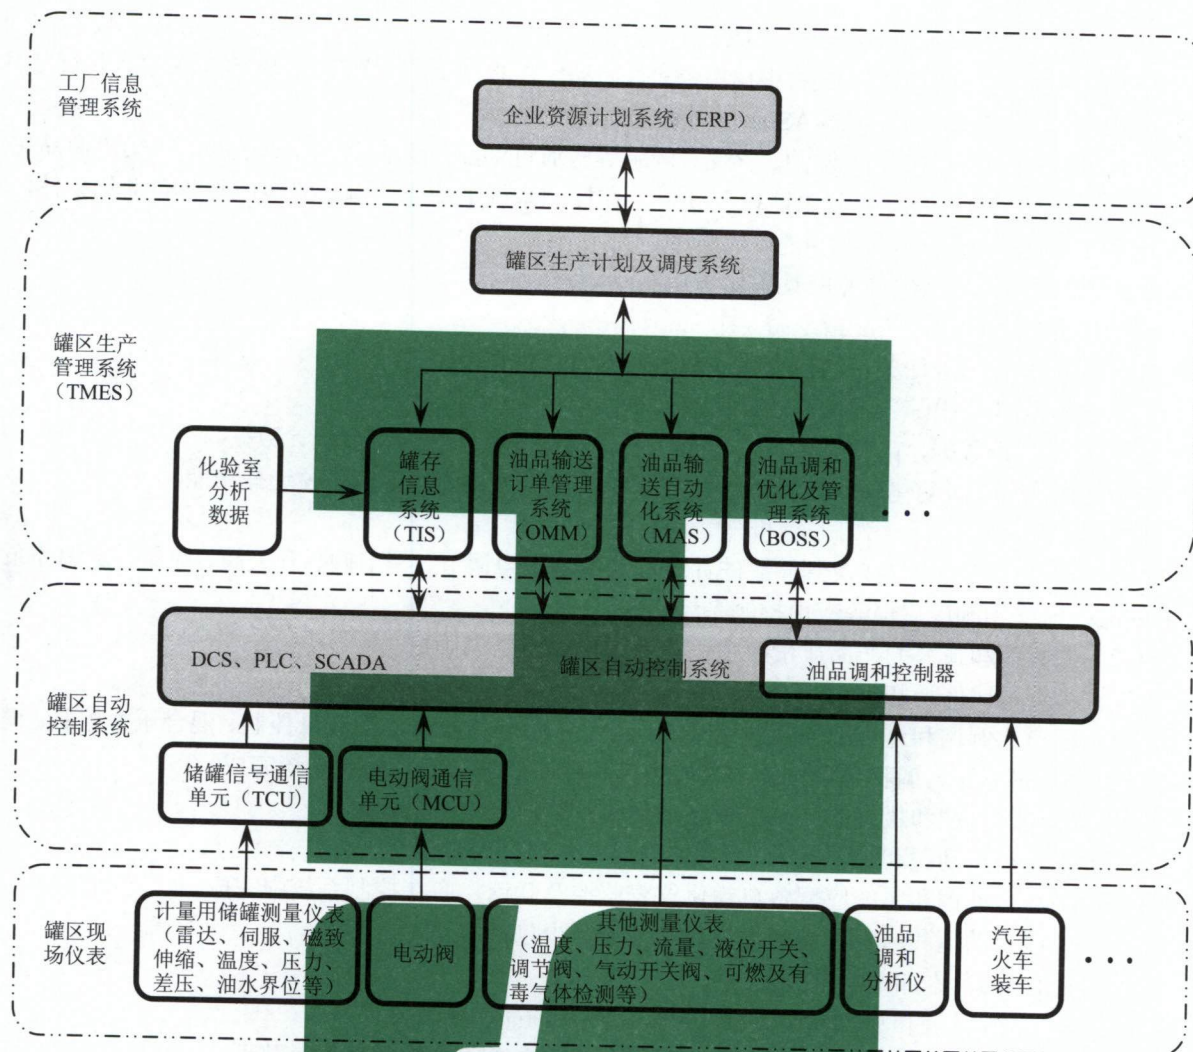 工厂信息
管理系统
企业资源计划系统（ERP）
罐区生产计划及调度系统
罐区生产
管理系统
（TMES）
化验室
分析
数据
罐存
信息
系统
（TIS）
油品输送
订单管理
系统
（OMM）
油品输
送自动
化系统
（MAS）
油品调和
优化及管
理系统
(BOSS)
···
DCS、PLC、SCADA
罐区自动控制系统
油品调和控制器
罐区自动
控制系统
储罐信号通信
单元（TCU）
电动阀通信
单元（MCU）
罐区现
场仪表
计量用储罐测量仪表
（雷达、伺服、磁致
伸缩、温度、压力、
差压、油水界位等）
电动阀
其他测量仪表
（温度、压力、流量、液位开关、
调节阀、气动开关阀、可燃及有
毒气体检测等）
油品
调和
分析仪
汽车
火车
装车
···